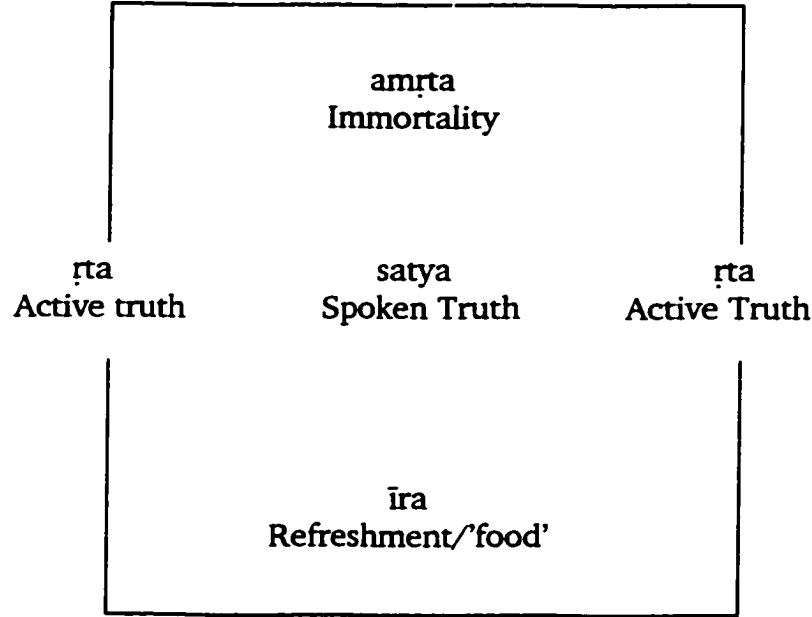 amṛta
Immortality
ṛta
Active truth
satya
Spoken Truth
ṛta
Active Truth
īra
Refreshment/'food'